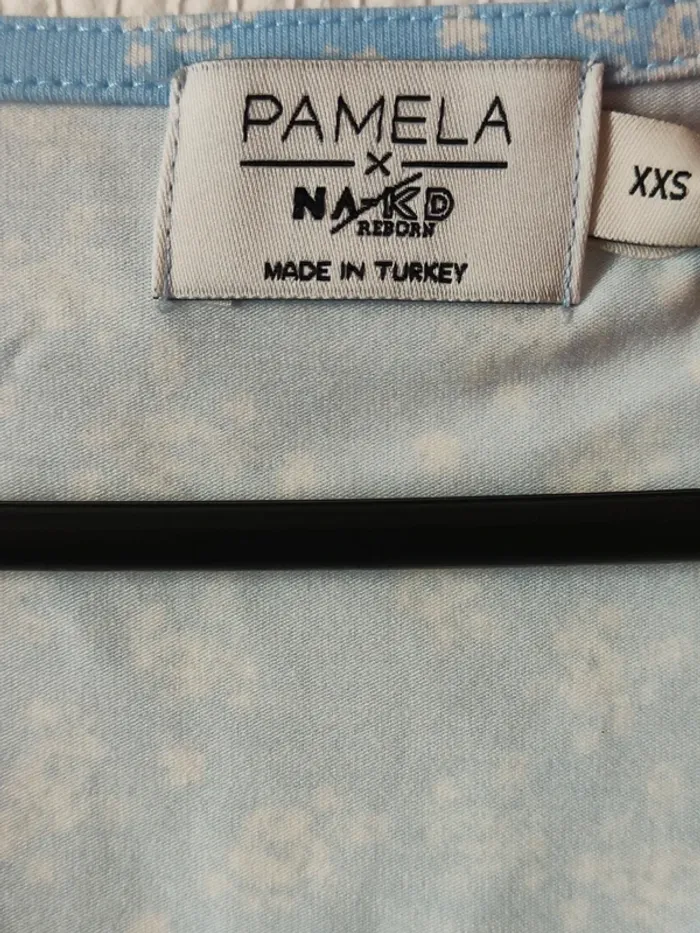 PAMELA
X
NA-KD
REBORN
MADE IN TURKEY
XXS